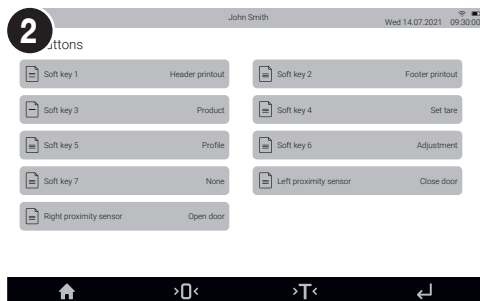 2
John Smith
Wed 14.07.2021 09:30:00
uttons
Soft key 1 Header printout
Soft key 2 Footer printout
Soft key 3 Product
Soft key 4 Set tare
Soft key 5 Profile
Soft key 6 Adjustment
Soft key 7 None
Left proximity sensor Close door
Right proximity sensor Open door
>0<
>T<